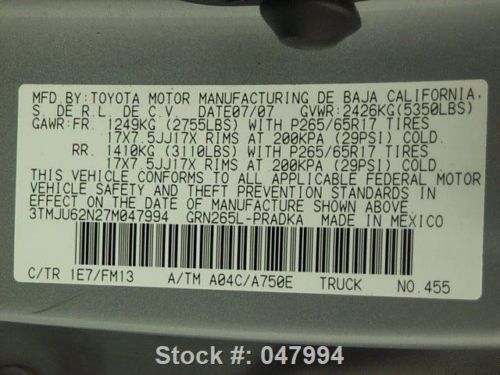 MFD.BY:TOYOTA MOTOR MANUFACTURING DE BAJA CALIFORNIA,
S. DE R.L. DE C.V. DATE07/07 GVWR:2426KG(5350LBS)
GAWR:FR. 1249KG (2755LBS) WITH P265/65R17 TIRES
17X7.5JJ17X RIMS AT 200KPA (29PSI) COLD.
RR. 1410KG (3110LBS) WITH P265/65R17 TIRES
17X7.5JJ17X RIMS AT 200KPA (29PSI) COLD.
THIS VEHICLE CONFORMS TO ALL APPLICABLE FEDERAL MOTOR
VEHICLE SAFETY AND THEFT PREVENTION STANDARDS IN
EFFECT ON THE DATE OF MANUFACTURE SHOWN ABOVE.
3TMJU62N27M047994 GRN265L-PRADKA MADE IN MEXICO
C/TR 1E7/FM13 A/TM A04C/A750E TRUCK NO.455
Stock #: 047994